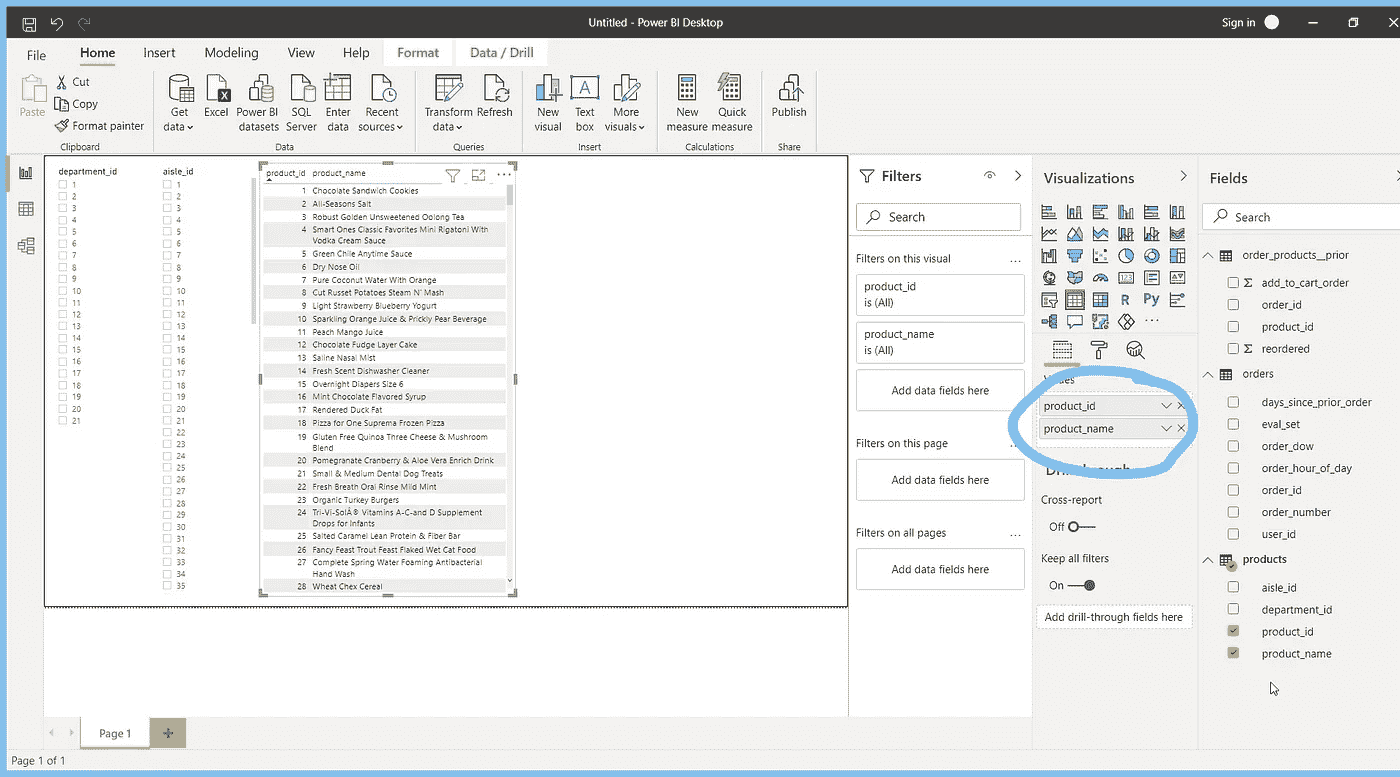 Untitled - Power BI Desktop
Sign in
File
Home
Insert
Modeling
View
Help
Format
Data / Drill
Paste
Cut
Copy
Format painter
Clipboard
Get data
Excel
Power BI datasets
SQL Server
Enter data
Recent sources
Data
Transform data
Refresh
Queries
New visual
Text box
More visuals
Insert
New measure
Quick measure
Calculations
Publish
Share
department_id
1
2
3
4
5
6
7
8
9
10
11
12
13
14
15
16
17
18
19
20
21
aisle_id
1
2
3
4
5
6
7
8
9
10
11
12
13
14
15
16
17
18
19
20
21
22
23
24
25
26
27
28
29
30
31
32
33
34
35
product_id product_name
1 Chocolate Sandwich Cookies
2 All-Seasons Salt
3 Robust Golden Unsweetened Oolong Tea
4 Smart Ones Classic Favorites Mini Rigatoni With
Vodka Cream Sauce
5 Green Chile Anytime Sauce
6 Dry Nose Oil
7 Pure Coconut Water With Orange
8 Cut Russet Potatoes Steam N' Mash
9 Light Strawberry Blueberry Yogurt
10 Sparkling Orange Juice & Prickly Pear Beverage
11 Peach Mango Juice
12 Chocolate Fudge Layer Cake
13 Saline Nasal Mist
14 Fresh Scent Dishwasher Cleaner
15 Overnight Diapers Size 6
16 Mint Chocolate Flavored Syrup
17 Rendered Duck Fat
18 Pizza for One Suprema Frozen Pizza
19 Gluten Free Quinoa Three Cheese & Mushroom
Blend
20 Pomegranate Cranberry & Aloe Vera Enrich Drink
21 Small & Medium Dental Dog Treats
22 Fresh Breath Oral Rinse Mild Mint
23 Organic Turkey Burgers
24 Tri-Vi-SolÂ® Vitamins A-C-and D Supplement
Drops for Infants
25 Salted Caramel Lean Protein & Fiber Bar
26 Fancy Feast Trout Feast Flaked Wet Cat Food
27 Complete Spring Water Foaming Antibacterial
Hand Wash
28 Wheat Chex Cereal
Filters
Search
Filters on this visual
product_id
is (All)
product_name
is (All)
Add data fields here
Filters on this page
Add data fields here
Filters on all pages
Add data fields here
Visualizations
123
R
Py
product_id
product_name
Cross-report
Off
Keep all filters
On
Add drill-through fields here
Fields
Search
order_products__prior
Σ add_to_cart_order
order_id
product_id
Σ reordered
orders
days_since_prior_order
eval_set
order_dow
order_hour_of_day
order_id
order_number
user_id
products
aisle_id
department_id
product_id
product_name
Page 1
Page 1 of 1